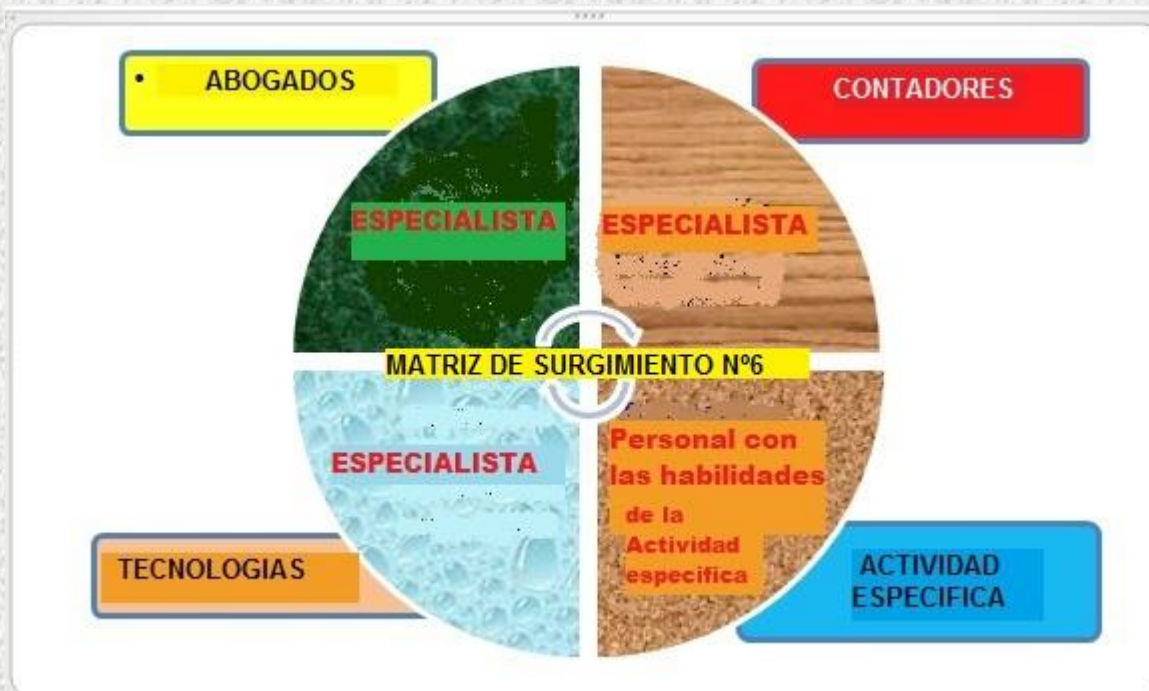 • ABOGADOS
CONTADORES
ESPECIALISTA
ESPECIALISTA
MATRIZ DE SURGIMIENTO Nº6
ESPECIALISTA
Personal con
las habilidades
de la
Actividad
especifica
TECNOLOGIAS
ACTIVIDAD
ESPECIFICA